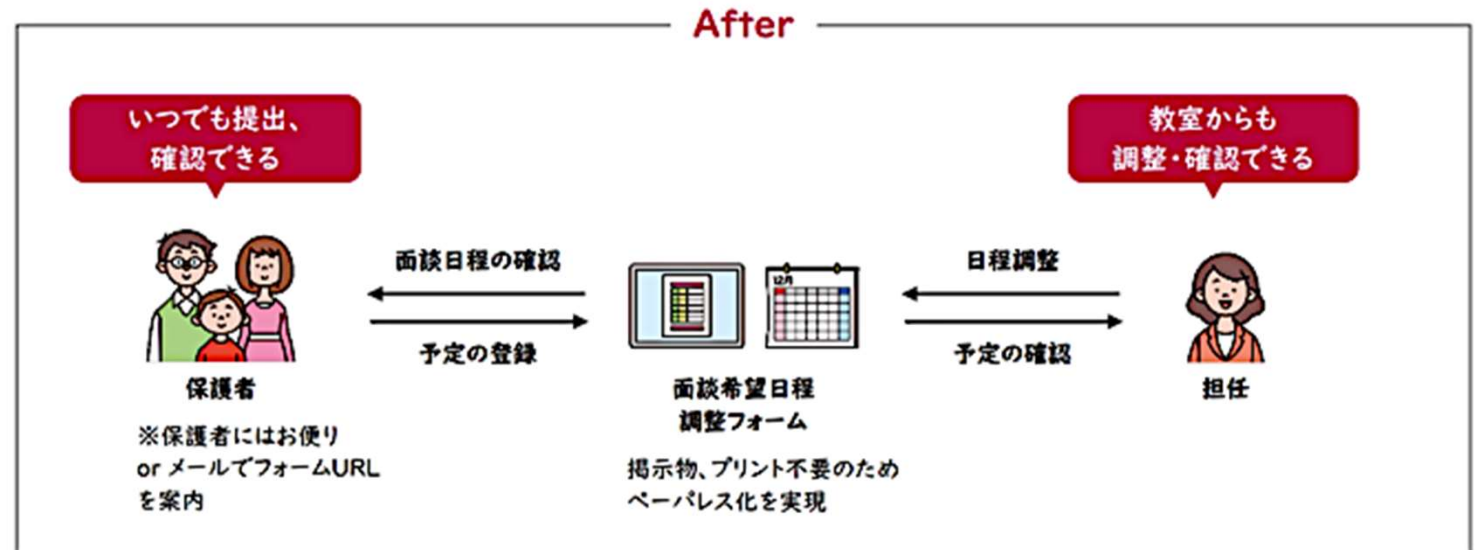 After
いつでも提出、
確認できる
教室からも
調整・確認できる
面談日程の確認
予定の登録
12月
日程調整
予定の確認
保護者
※保護者にはお便り
or メールでフォームURL
を案内
面談希望日程
調整フォーム
掲示物、プリント不要のため
ペーパレス化を実現
担任